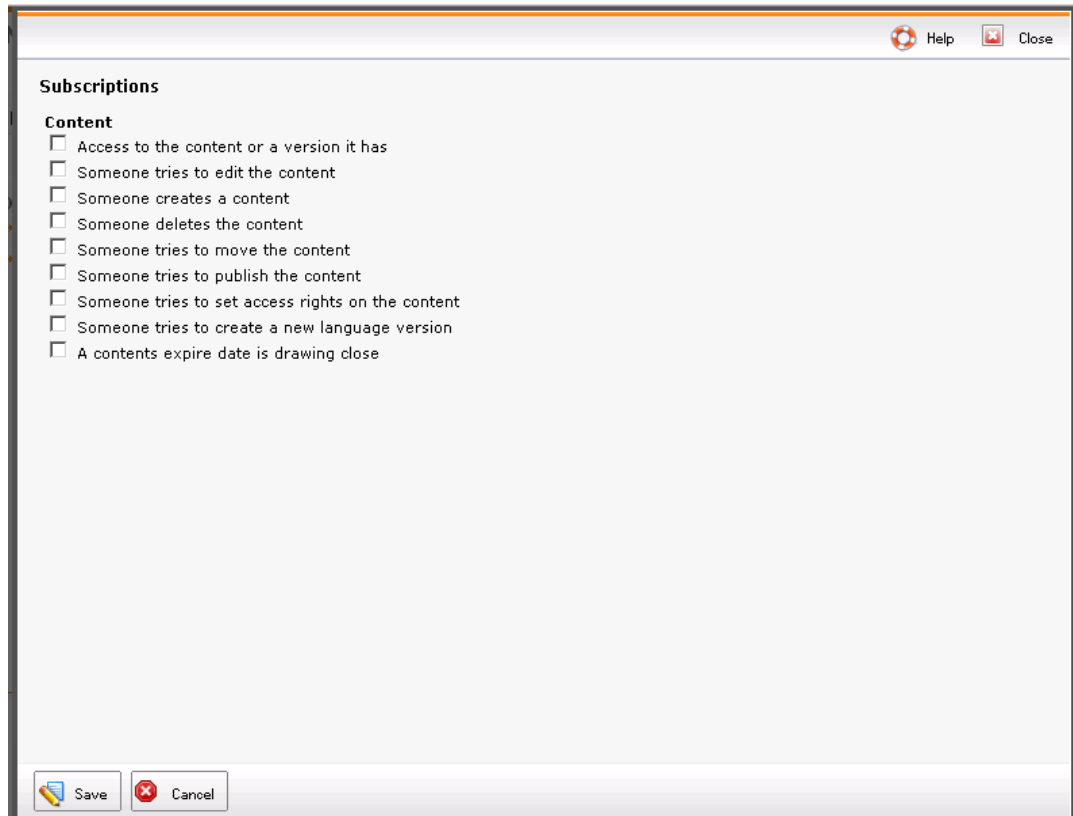 Help
Close
Subscriptions
Content
Access to the content or a version it has
Someone tries to edit the content
Someone creates a content
Someone deletes the content
Someone tries to move the content
Someone tries to publish the content
Someone tries to set access rights on the content
Someone tries to create a new language version
A contents expire date is drawing close
Save
Cancel